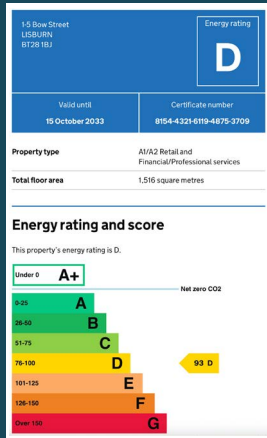 1-5 Bow Street
LISBURN
BT28 1BJ
Energy rating
D
Valid until
15 October 2033
Certificate number
8154-4321-6119-4875-3709
Property type
A1/A2 Retail and
Financial/Professional services
Total floor area
1,516 square metres
Energy rating and score
This property's energy rating is D.
Under 0 A+
Net zero CO2
0-25 A
26-50 B
51-75 C
76-100 D
93 D
101-125 E
126-150 F
Over 150 G